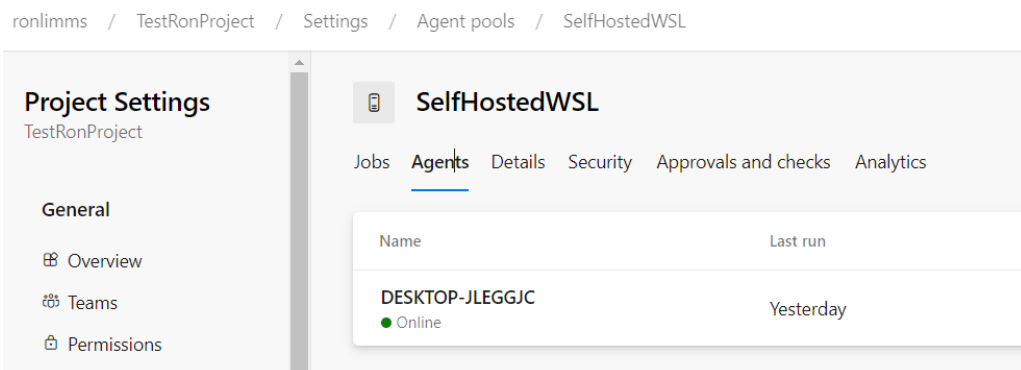 ronlimms / TestRonProject / Settings / Agent pools / SelfHostedWSL
Project Settings
TestRonProject
General
Overview
Teams
Permissions
SelfHostedWSL
Jobs Agents Details Security Approvals and checks Analytics
Name Last run
DESKTOP-JLEGGJC Yesterday
Online